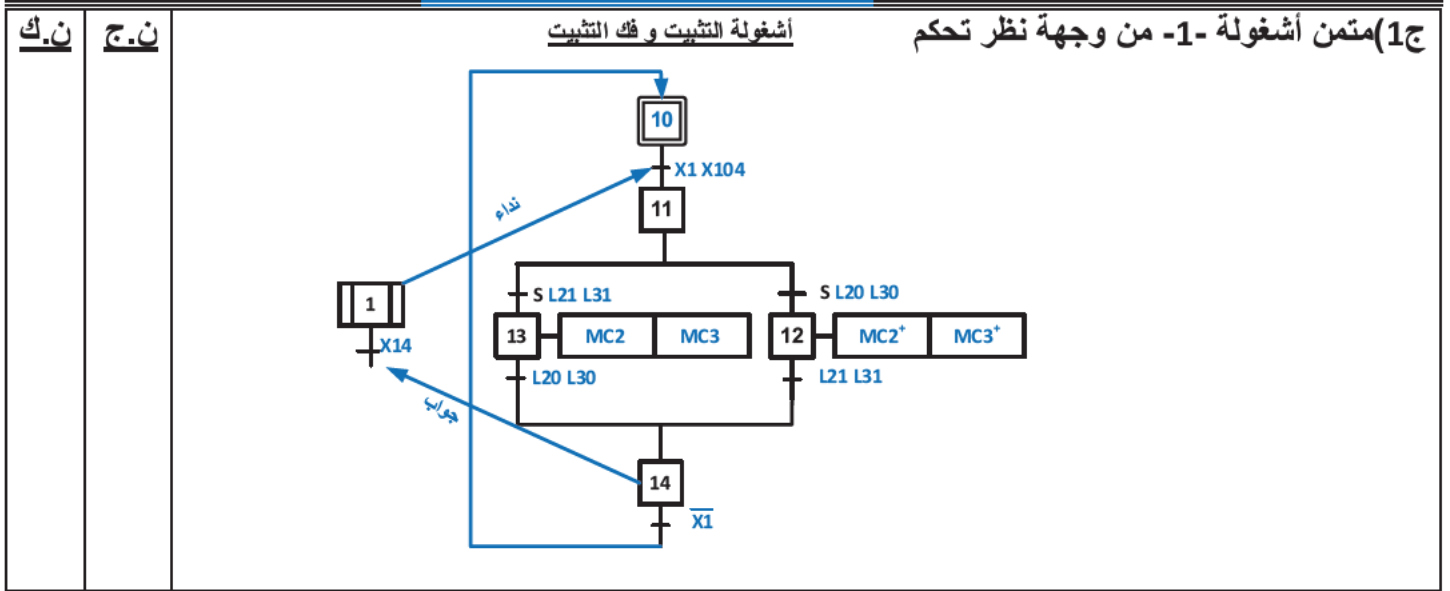 ج1)متمن أشغولة -1- من وجهة نظر تحكم
أشغولة التثبيت و فك التثبيت
ن.ج
ن.ك
10
X1 X104
نداء
11
1
S L21 L31
S L20 L30
13
MC2
MC3
12
MC2⁺
MC3⁺
X14
L20 L30
L21 L31
جواب
14
X̅1̅